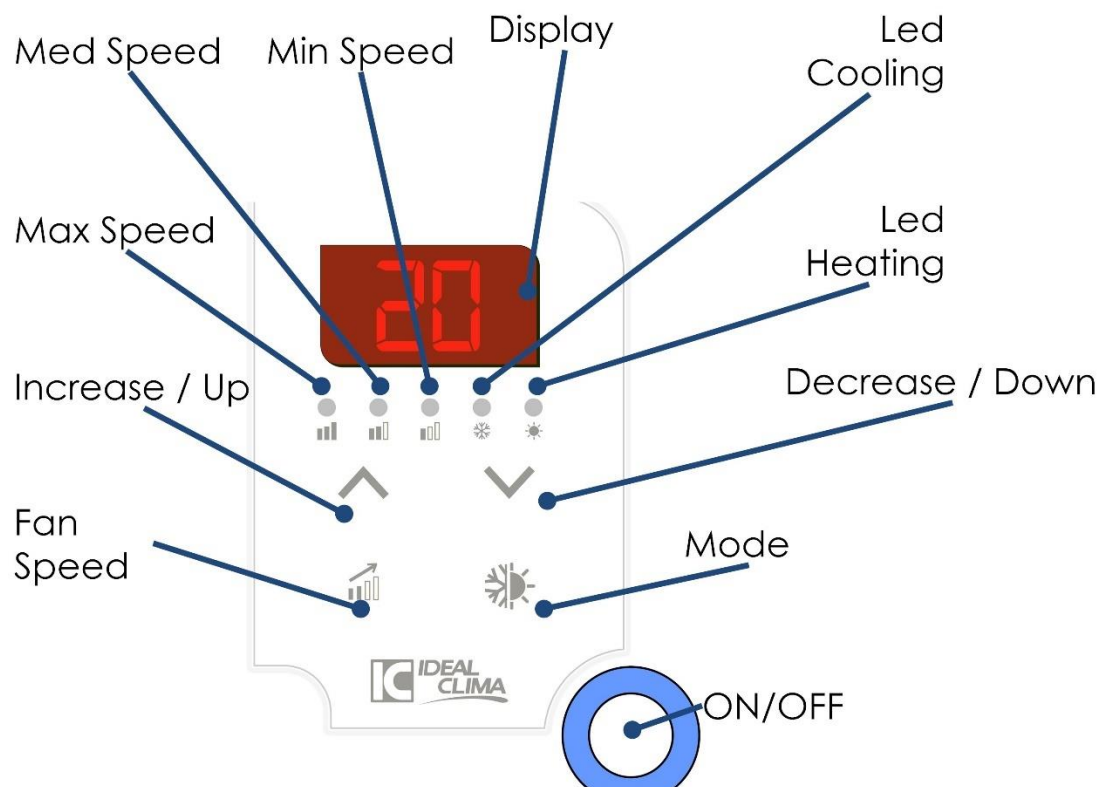 Med Speed
Min Speed
Display
Led
Cooling
Max Speed
Led
Heating
20
Increase / Up
Decrease / Down
Fan
Speed
Mode
IC IDEAL
CLIMA
ON/OFF